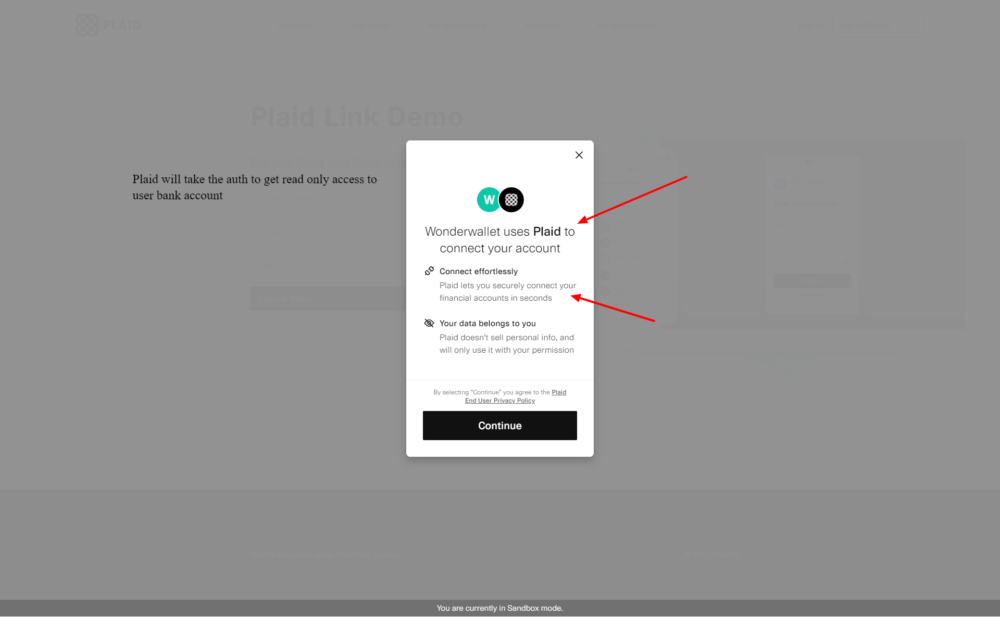 PLAID
Products
Use cases
For developers
About us
For consumers
Log in
Get API keys
Plaid Link Demo
Explore Plaid and Plaid Lin
Plaid will take the auth to get read only access to
user bank account
Launch Demo
W
Wonderwallet uses Plaid to
connect your account
Connect effortlessly
Plaid lets you securely connect your
financial accounts in seconds
Your data belongs to you
Plaid doesn't sell personal info, and
will only use it with your permission
By selecting “Continue” you agree to the Plaid
End User Privacy Policy
Continue
Want to learn more about Plaid? Visit us here.
© 2021 Plaid Inc.
You are currently in Sandbox mode.